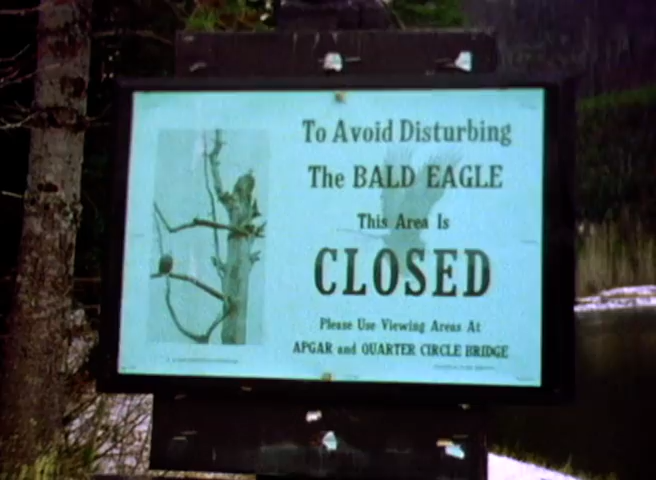 To Avoid Disturbing
The BALD EAGLE
This Area Is
CLOSED
Please Use Viewing Areas At
APGAR and QUARTER CIRCLE BRIDGE